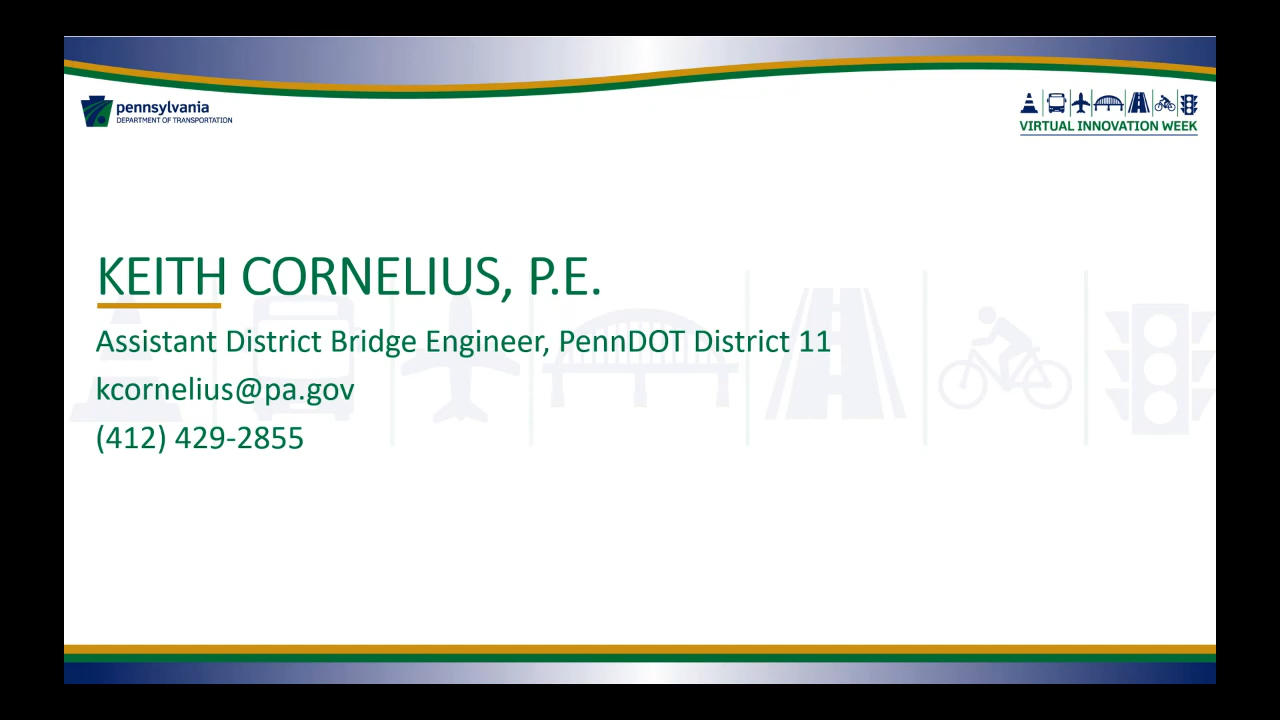 pennsylvania
DEPARTMENT OF TRANSPORTATION
VIRTUAL INNOVATION WEEK
KEITH CORNELIUS, P.E.
Assistant District Bridge Engineer, PennDOT District 11
kcornelius@pa.gov
(412) 429-2855